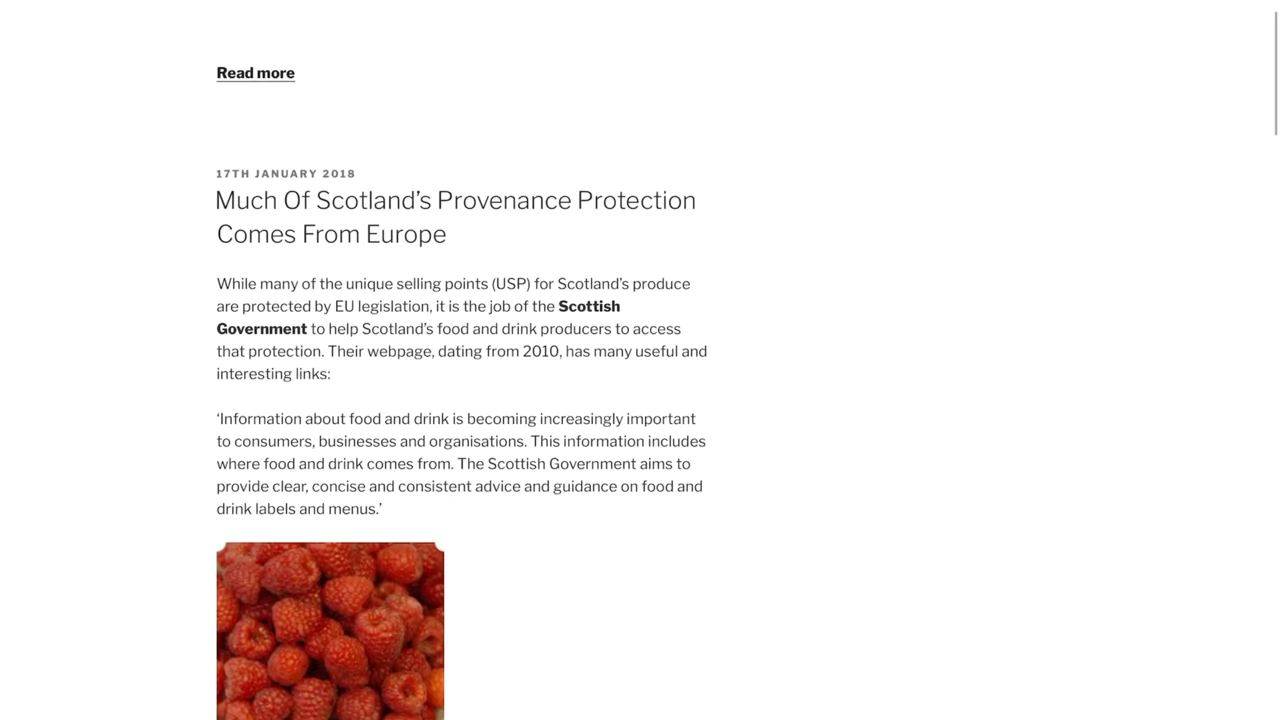 Read more
17TH JANUARY 2018
Much Of Scotland’s Provenance Protection
Comes From Europe
While many of the unique selling points (USP) for Scotland’s produce
are protected by EU legislation, it is the job of the Scottish
Government to help Scotland’s food and drink producers to access
that protection. Their webpage, dating from 2010, has many useful and
interesting links:
‘Information about food and drink is becoming increasingly important
to consumers, businesses and organisations. This information includes
where food and drink comes from. The Scottish Government aims to
provide clear, concise and consistent advice and guidance on food and
drink labels and menus.’